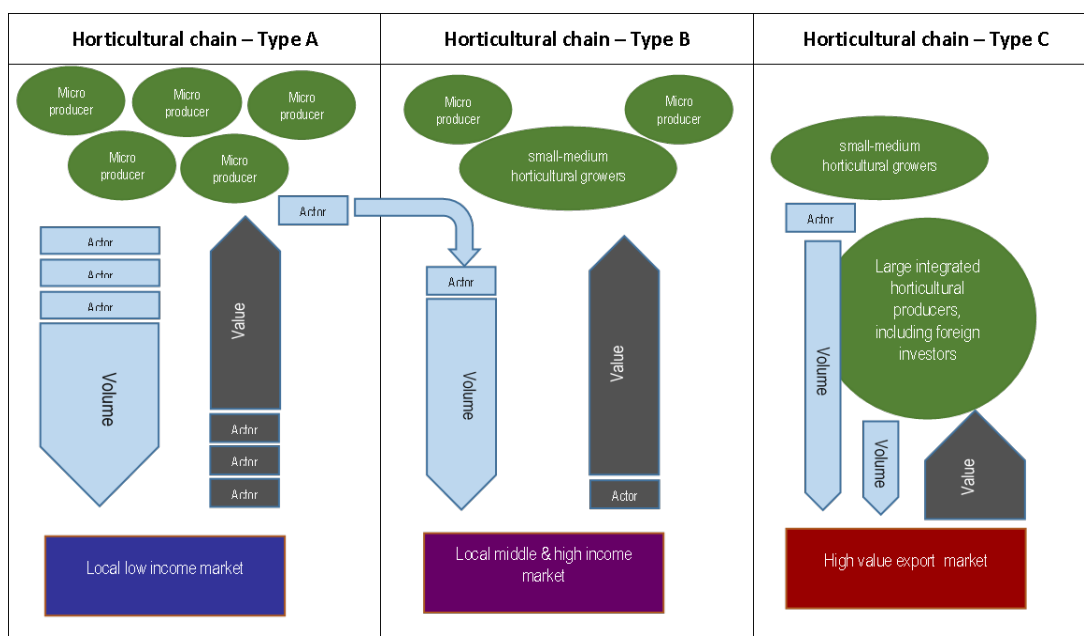 Horticultural chain – Type A
Micro
producer
Micro
producer
Micro
producer
Micro
producer
Micro
producer
Actor
Actor
Actor
Actor
Volume
Value
Actor
Actor
Actor
Local low income market
Horticultural chain – Type B
Micro
producer
Micro
producer
small-medium
horticultural growers
Actor
Volume
Value
Actor
Local middle & high income
market
Horticultural chain – Type C
small-medium
horticultural growers
Actor
Large integrated
horticultural
producers,
including foreign
investors
Volume
Volume
Value
High value export market